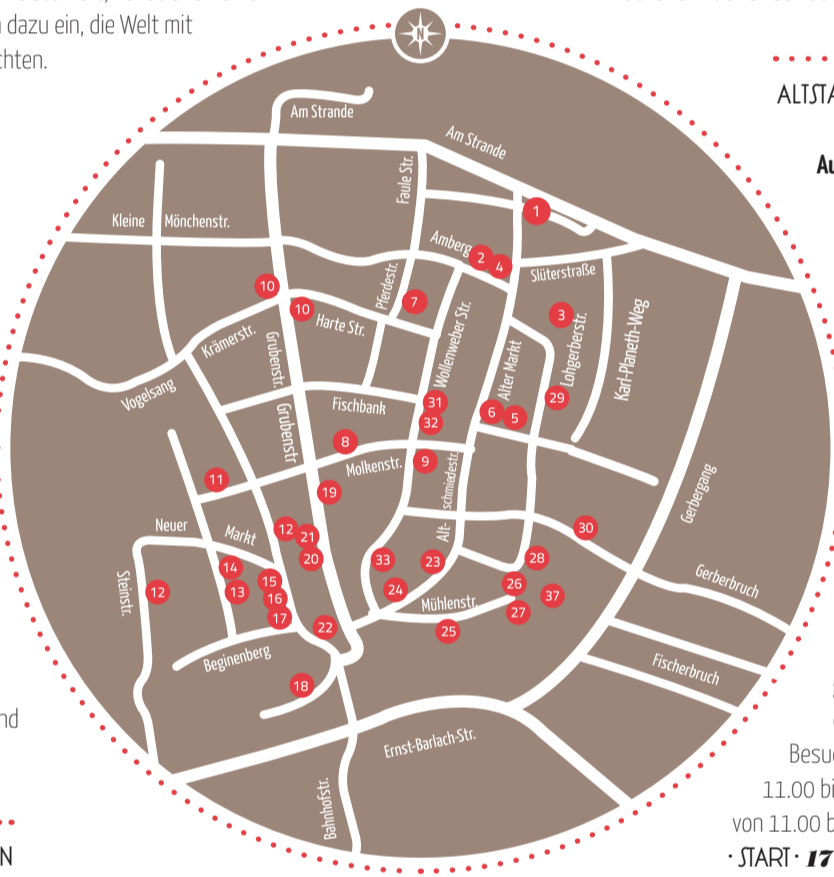 dazu ein, die Welt mit
chten.
N
ALTSTA
Au
Am Strande
Am Strande
Faule Str.
Kleine Mönchenstr.
1
Amberg
2
4
Slüterstraße
Pferdestr.
10
7
3
10
Harte Str.
Krämerstr.
Grubenstr.
Wollenweber Str.
Alter Markt
Lohgerberstr.
Karl-Planeth-Weg
Vogelsang
Fischbank
31
32
6
5
29
Grubenstr
8
9
Molkenstr.
11
19
Alt-schmiedestr.
Gerbergang
Neuer Markt
12
21
20
30
14
15
33
23
28
Steinstr.
12
13
16
24
26
37
Gerberbruch
17
Mühlenstr.
27
22
25
Beginenberg
Fischerbruch
18
nd
Ernst-Barlach-Str.
Bahnhofstr.
Besuc
11.00 bi
von 11.00 b
N
· START · 17